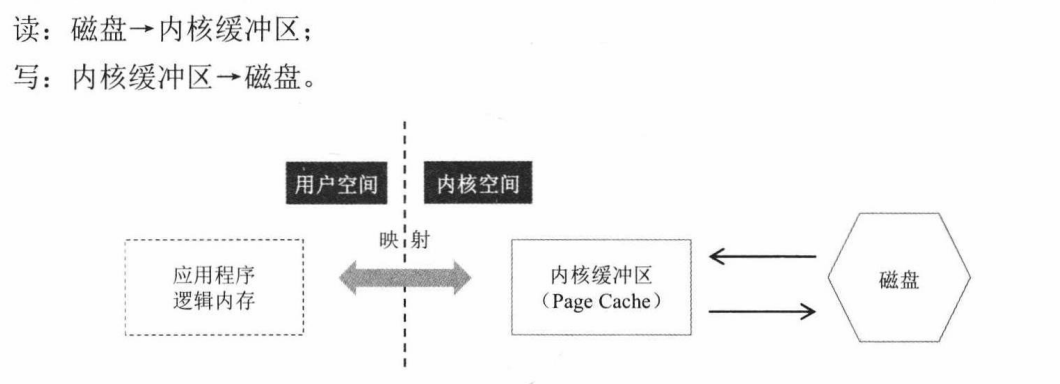 读：磁盘→内核缓冲区；
写：内核缓冲区→磁盘。
用户空间
内核空间
映 射
应用程序
逻辑内存
内核缓冲区
（Page Cache）
磁盘